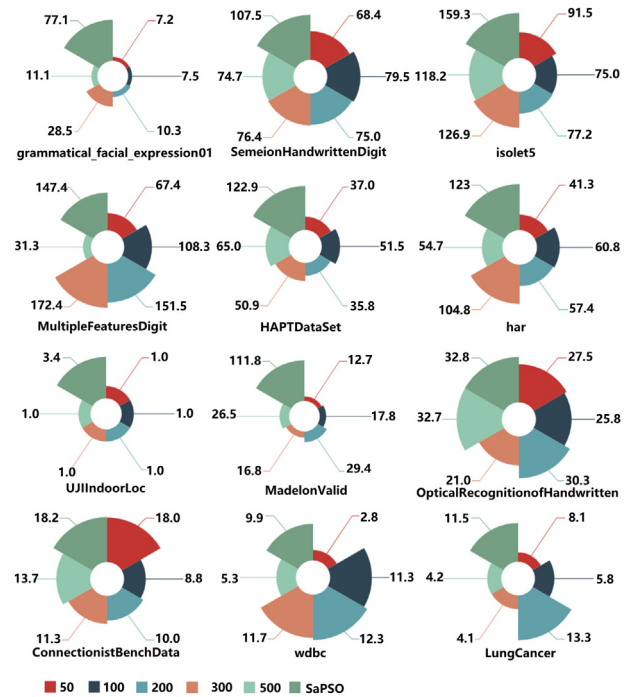 77.1 7.2 107.5 68.4 159.3 91.5
11.1 7.5 74.7 79.5 118.2 75.0
28.5 10.3 76.4 75.0 126.9 77.2
grammatical_facial_expression01 SemeionHandwrittenDigit isolet5
147.4 67.4 122.9 37.0 123 41.3
31.3 108.3 65.0 51.5 54.7 60.8
172.4 151.5 50.9 35.8 104.8 57.4
MultipleFeaturesDigit HAPTDataSet har
3.4 1.0 111.8 12.7 32.8 27.5
1.0 1.0 26.5 17.8 32.7 25.8
1.0 1.0 16.8 29.4 21.0 30.3
UJIIndoorLoc MadelonValid OpticalRecognitionofHandwritten
18.2 18.0 9.9 2.8 11.5 8.1
13.7 8.8 5.3 11.3 4.2 5.8
11.3 10.0 11.7 12.3 4.1 13.3
ConnectionistBenchData wdbc LungCancer
50 100 200 300 500 SaPSO